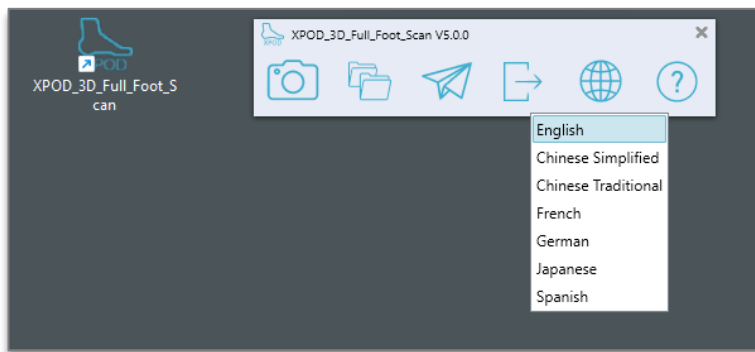 XPOD
XPOD_3D_Full_Foot_S
can
XPOD
XPOD_3D_Full_Foot_Scan V5.0.0
?
English
Chinese Simplified
Chinese Traditional
French
German
Japanese
Spanish